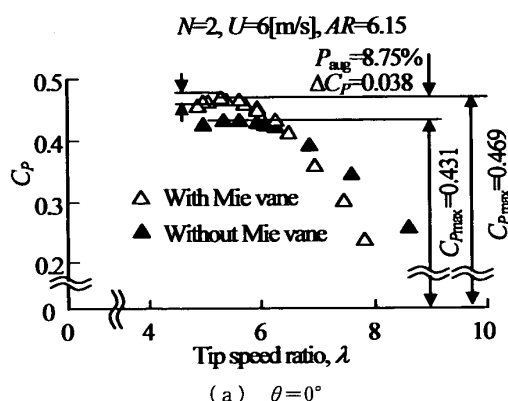 N=2, U=6[m/s], AR=6.15
P_aug=8.75%
ΔC_P=0.038
0.5
0.4
0.3
0.2
0
C_P
△ With Mie vane
▲ Without Mie vane
C_Pmax=0.431
C_Pmax=0.469
0 4 6 8 10
Tip speed ratio, λ
(a) θ=0°